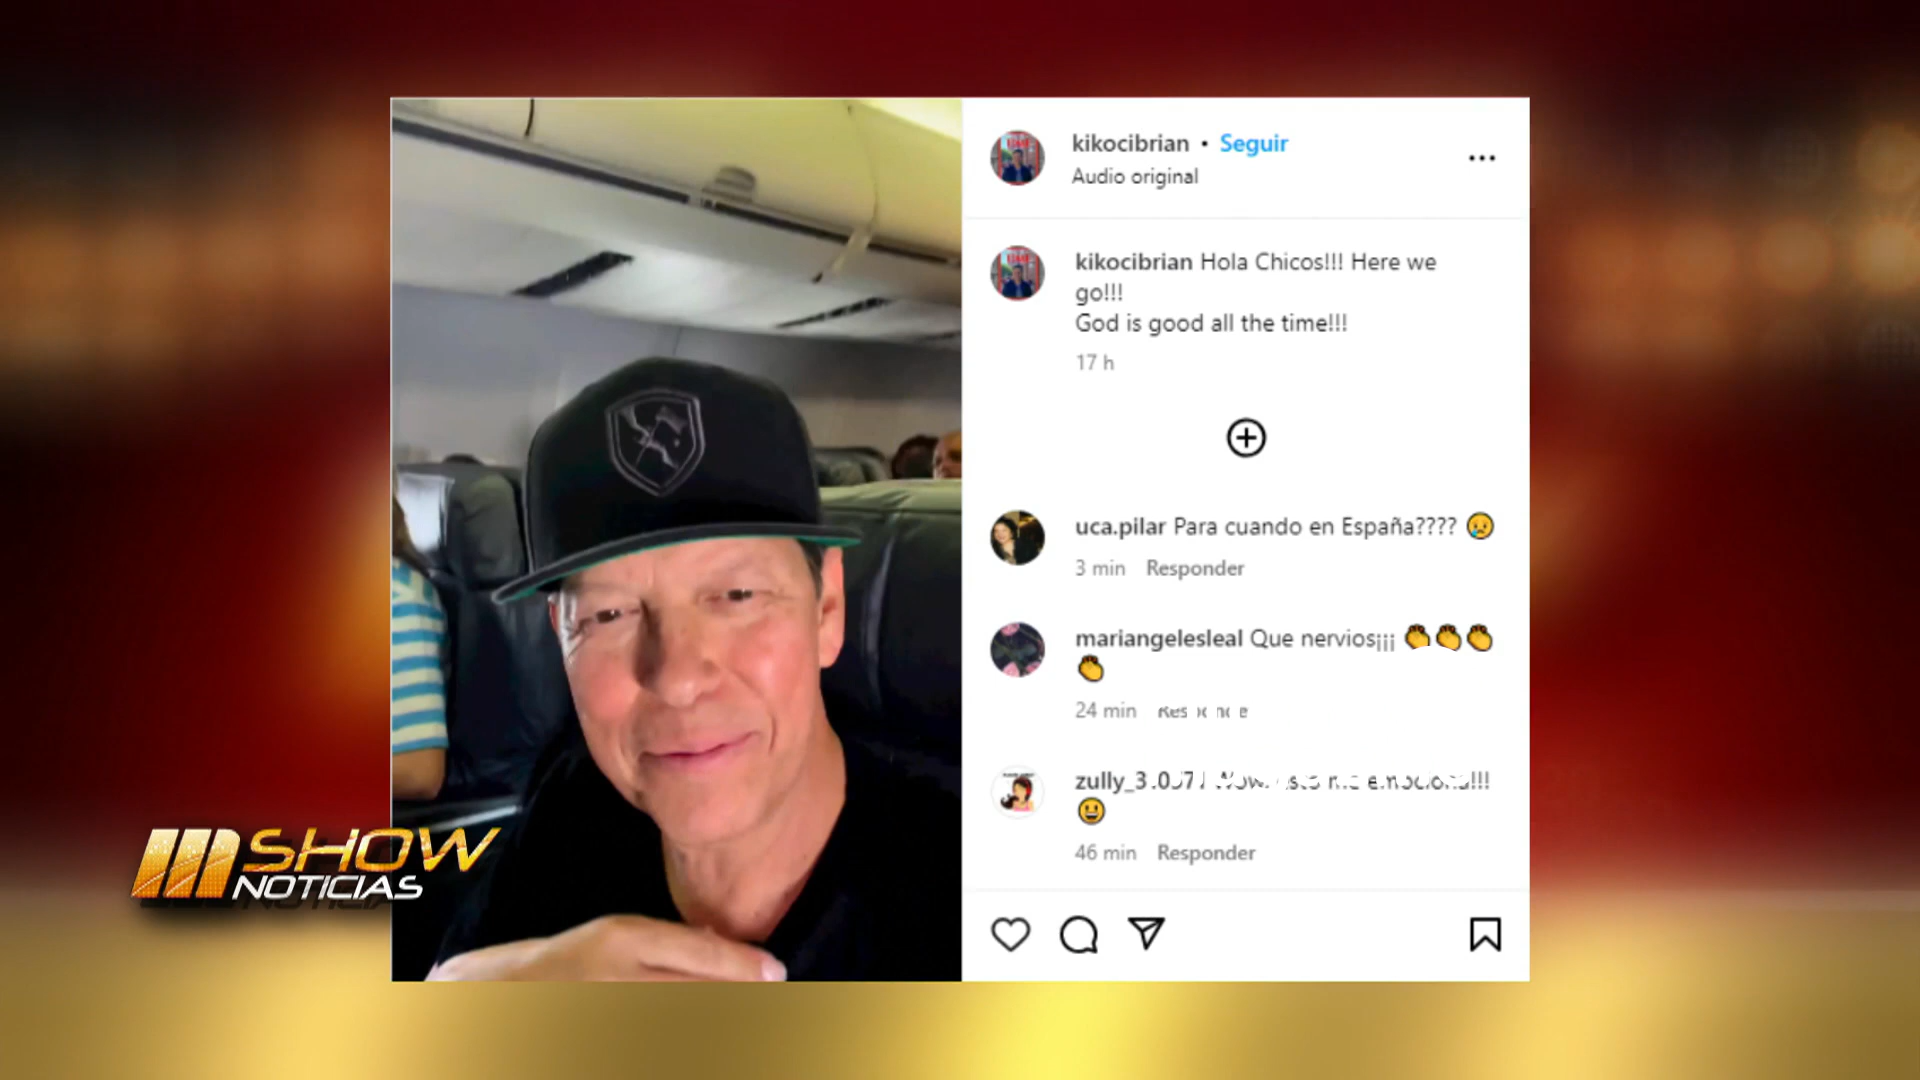 kikocibrian • Seguir
Audio original
kikocibrian Hola Chicos!!! Here we
go!!!
God is good all the time!!!
17 h
uca.pilar Para cuando en España????
3 min Responder
mariangelesleal Que nervios¡¡¡
24 min
46 min Responder
SHOW
NOTICIAS